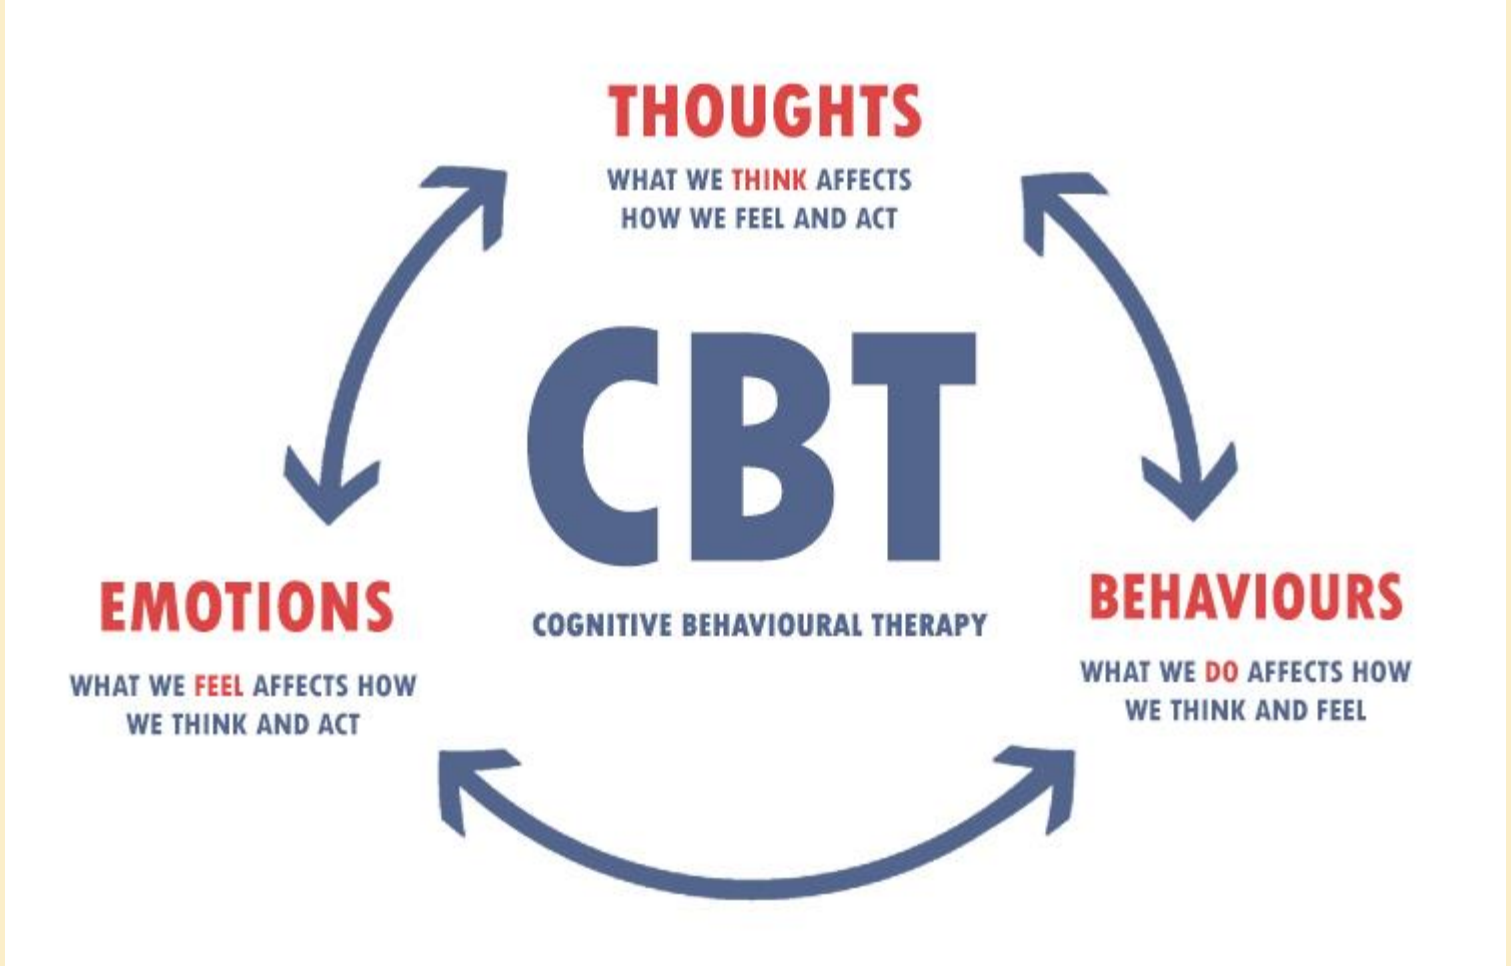 THOUGHTS
WHAT WE THINK AFFECTS
HOW WE FEEL AND ACT
CBT
COGNITIVE BEHAVIOURAL THERAPY
EMOTIONS
WHAT WE FEEL AFFECTS HOW
WE THINK AND ACT
BEHAVIOURS
WHAT WE DO AFFECTS HOW
WE THINK AND FEEL